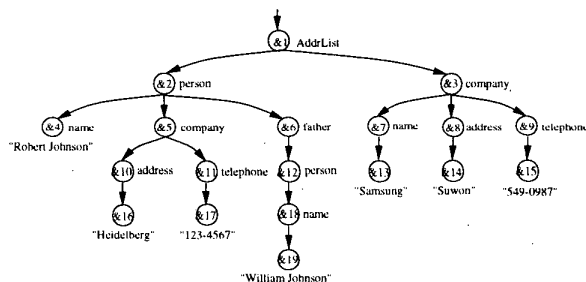 &1 AddrList
&2 person
&3 company
&4 name
&5 company
&6 father
&7 name
&8 address
&9 telephone
"Robert Johnson"
&10 address
&11 telephone
&12 person
&13
&14
&15
"Samsung"
"Suwon"
"549-0987"
&16
&17
&18 name
"Heidelberg"
"123-4567"
&19
"William Johnson"